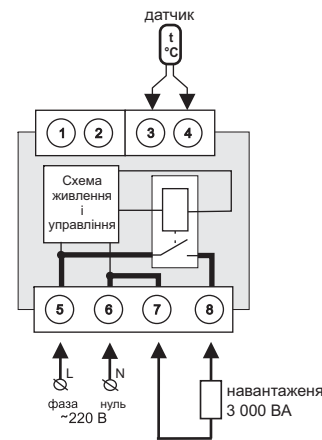 датчик
t
°C
1 2 3 4
Схема
живлення
і
управління
5 6 7 8
L N
фаза нуль
~220 В
навантаженя
3 000 ВА